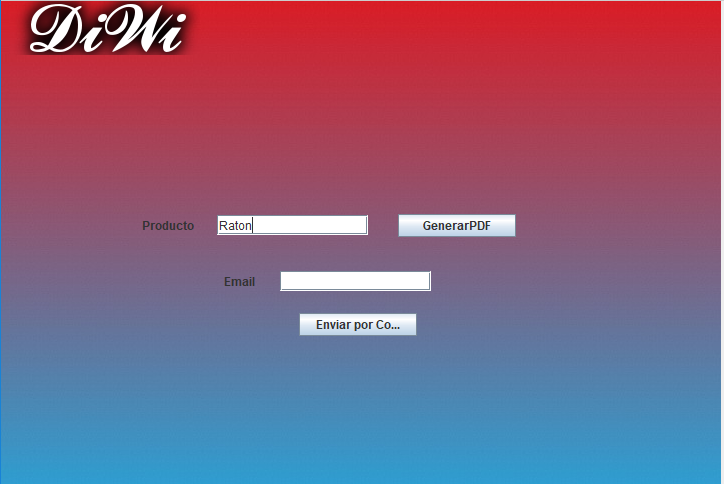 DiWi
Producto Raton GenerarPDF
Email
Enviar por Co...